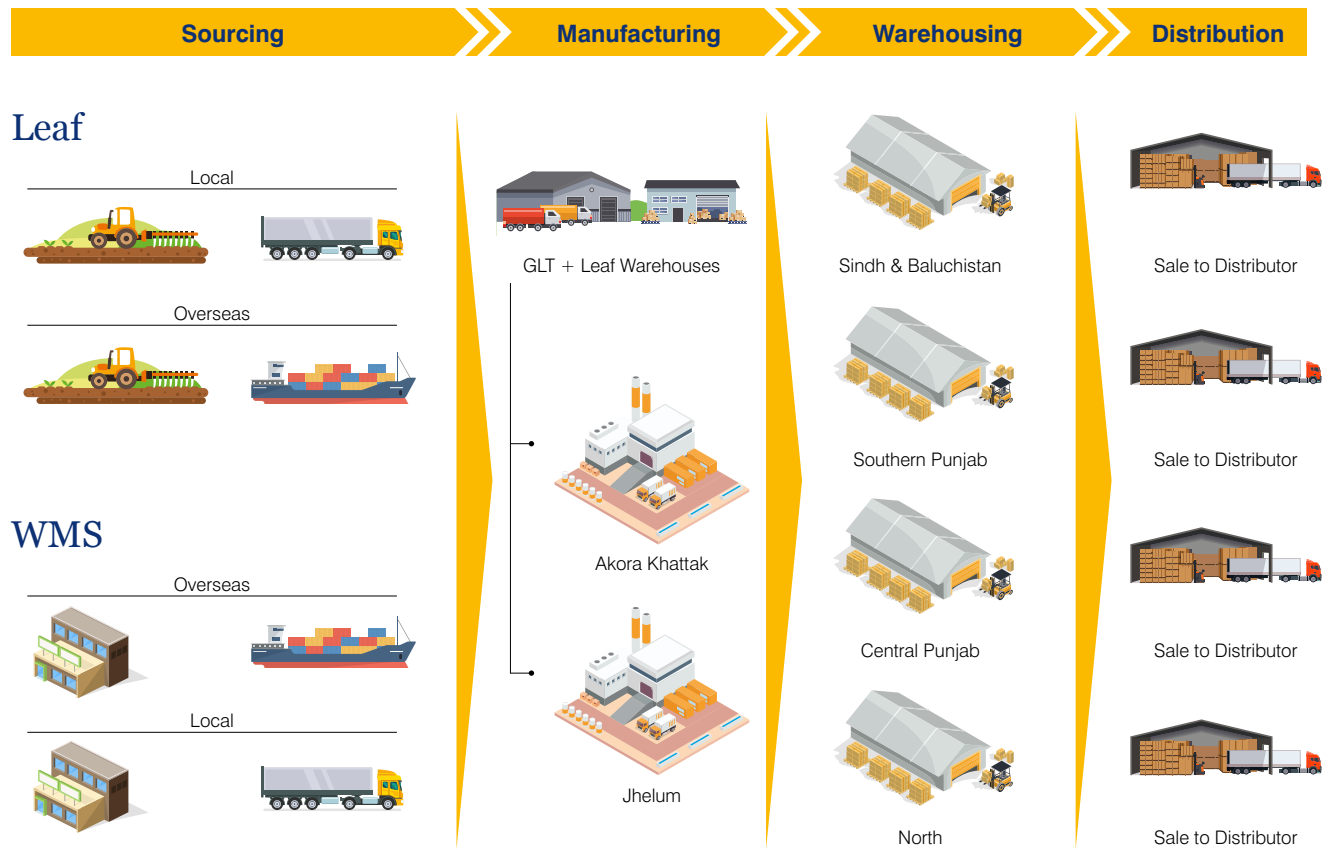 Sourcing
Manufacturing
Warehousing
Distribution
Leaf
Local
Overseas
WMS
Overseas
Local
GLT + Leaf Warehouses
Akora Khattak
Jhelum
Sindh & Baluchistan
Southern Punjab
Central Punjab
North
Sale to Distributor
Sale to Distributor
Sale to Distributor
Sale to Distributor